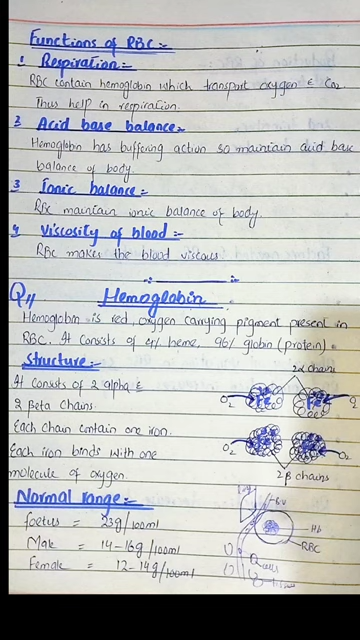 Functions of RBC:-
1 Respiration:-
RBC contain hemoglobin which transport oxygen & CO2
Thus help in respiration.
2 Acid base balance:-
Hemoglobin has buffering action so maintain acid base
balance of body.
3 Ionic balance:-
RBC maintain ionic balance of body.
4 Viscosity of blood:-
RBC makes the blood viscous.
Q 11 Hemoglobin
Hemoglobin is red, oxygen carrying pigment present in
RBC. It consists of 4% heme, 96% globin (protein).
Structure:-
It consists of 2 alpha &
2 Beta Chains.
Each chain contain one iron.
Each iron binds with one
molecule of oxygen.
2α chains
O2 Fe Fe
O2
2β chains
Normal range:-
foetus = 23g/100ml
Male = 14-16g/100ml
Female = 12-14g/100ml
Hb
RBC